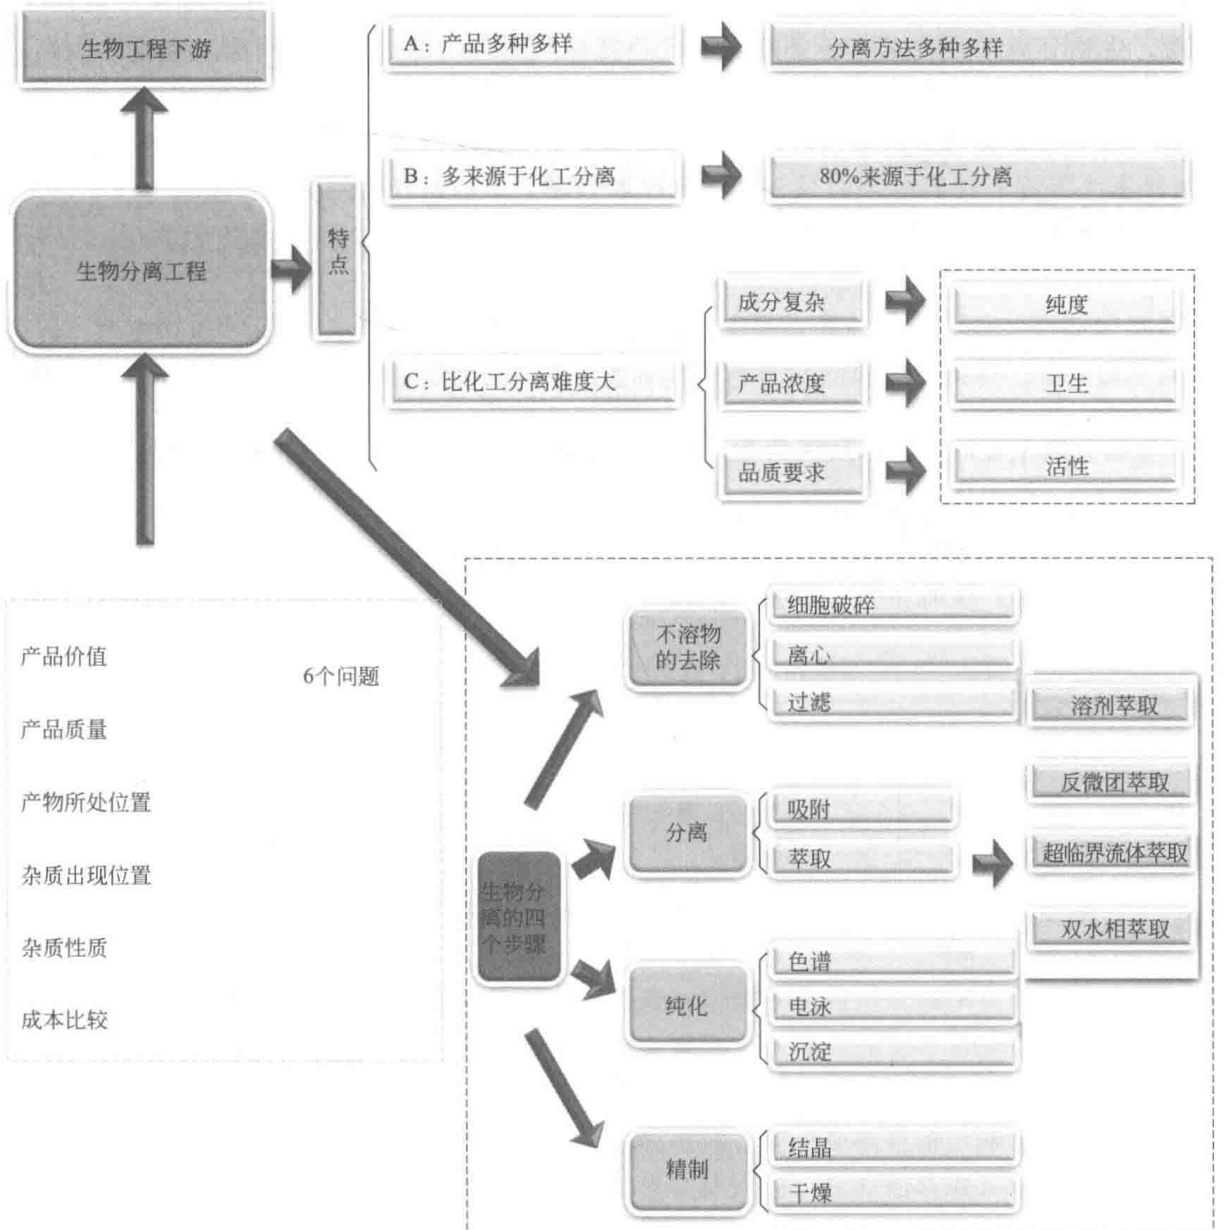 生物工程下游
生物分离工程
特
点
A：产品多种多样
分离方法多种多样
B：多来源于化工分离
80%来源于化工分离
C：比化工分离难度大
成分复杂
纯度
产品浓度
卫生
品质要求
活性
6个问题
产品价值
产品质量
产物所处位置
杂质出现位置
杂质性质
成本比较
生物分
离的四
个步骤
不溶物
的去除
细胞破碎
离心
过滤
分离
吸附
萃取
溶剂萃取
反微团萃取
超临界流体萃取
双水相萃取
纯化
色谱
电泳
沉淀
精制
结晶
干燥